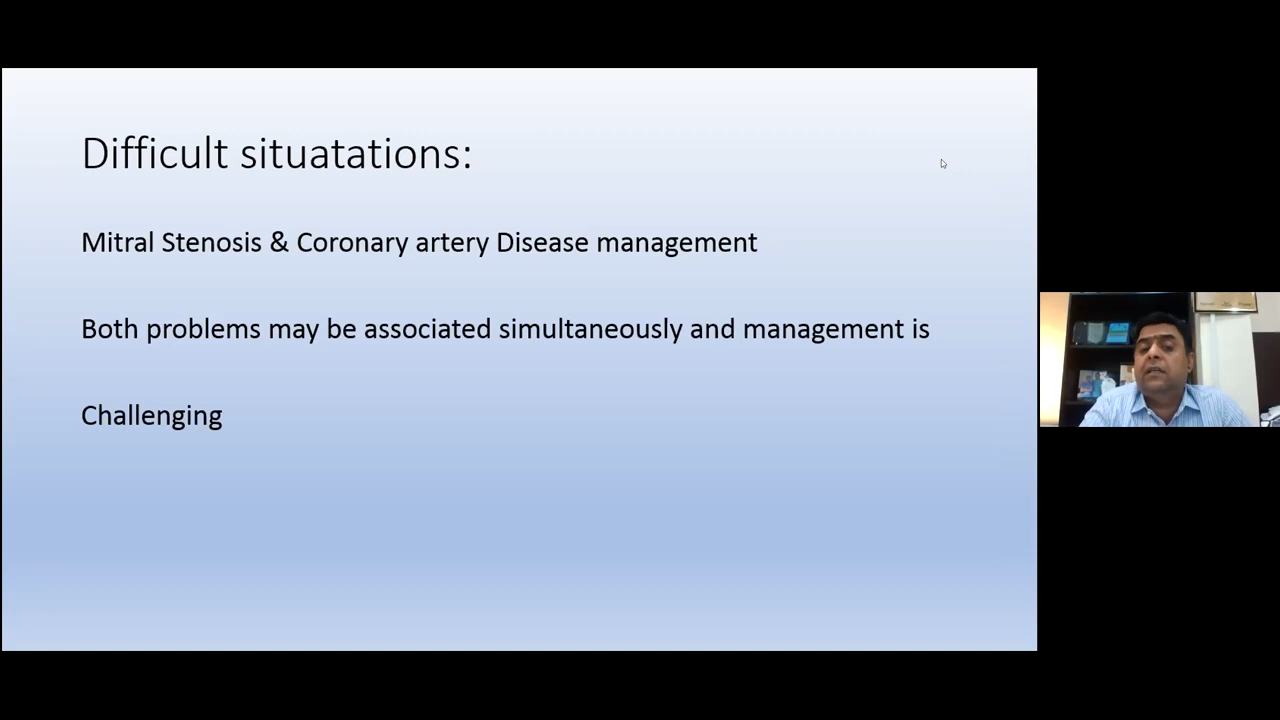 Difficult situatations:
Mitral Stenosis & Coronary artery Disease management
Both problems may be associated simultaneously and management is
Challenging